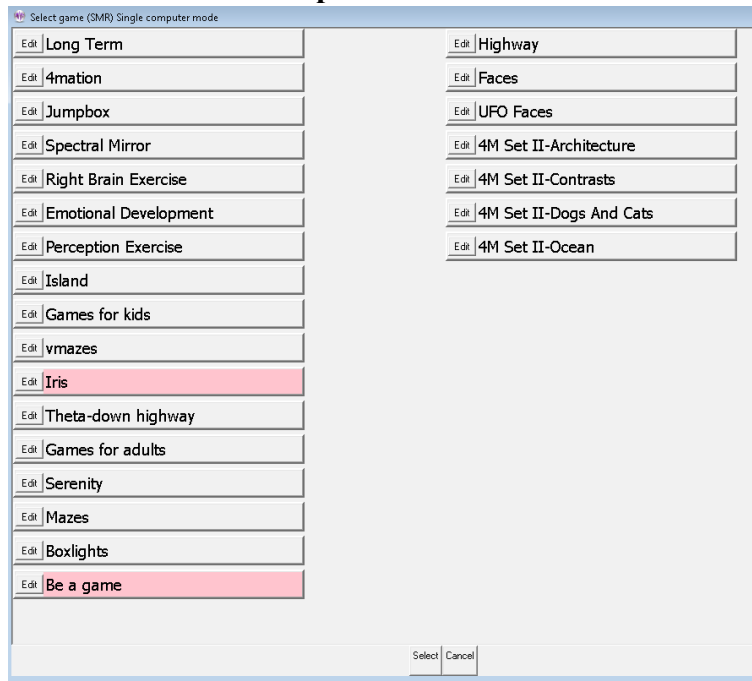 Select game (SMR) Single computer mode
Edit Long Term
Edit 4mation
Edit Jumpbox
Edit Spectral Mirror
Edit Right Brain Exercise
Edit Emotional Development
Edit Perception Exercise
Edit Island
Edit Games for kids
Edit vmazes
Edit Iris
Edit Theta-down highway
Edit Games for adults
Edit Serenity
Edit Mazes
Edit Boxlights
Edit Be a game
Edit Highway
Edit Faces
Edit UFO Faces
Edit 4M Set II-Architecture
Edit 4M Set II-Contrasts
Edit 4M Set II-Dogs And Cats
Edit 4M Set II-Ocean
Select Cancel